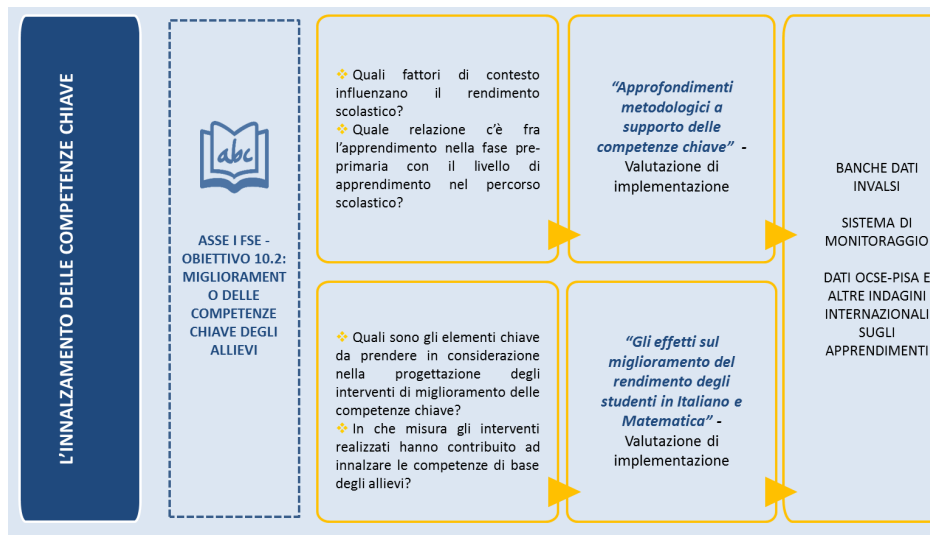 L'INNALZAMENTO DELLE COMPETENZE CHIAVE
abc
ASSE I FSE -
OBIETTIVO 10.2:
MIGLIORAMENT
O DELLE
COMPETENZE
CHIAVE DEGLI
ALLIEVI
Quali fattori di contesto
influenzano il rendimento
scolastico?
Quale relazione c'è fra
l'apprendimento nella fase pre-
primaria con il livello di
apprendimento nel percorso
scolastico?
"Approfondimenti
metodologici a
supporto delle
competenze chiave" -
Valutazione di
implementazione
Quali sono gli elementi chiave
da prendere in considerazione
nella progettazione degli
interventi di miglioramento delle
competenze chiave?
In che misura gli interventi
realizzati hanno contribuito ad
innalzare le competenze di base
degli allievi?
"Gli effetti sul
miglioramento del
rendimento degli
studenti in Italiano e
Matematica" -
Valutazione di
implementazione
BANCHE DATI
INVALSI
SISTEMA DI
MONITORAGGIO
DATI OCSE-PISA E
ALTRE INDAGINI
INTERNAZIONALI
SUGLI
APPRENDIMENTI